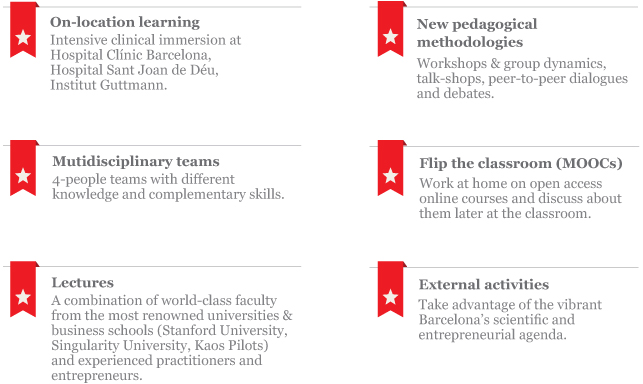 On-location learning
Intensive clinical immersion at
Hospital Clínic Barcelona,
Hospital Sant Joan de Déu,
Institut Guttmann.
Mutidisciplinary teams
4-people teams with different
knowledge and complementary skills.
Lectures
A combination of world-class faculty
from the most renowned universities &
business schools (Stanford University,
Singularity University, Kaos Pilots)
and experienced practitioners and
entrepreneurs.
New pedagogical
methodologies
Workshops & group dynamics,
talk-shops, peer-to-peer dialogues
and debates.
Flip the classroom (MOOCs)
Work at home on open access
online courses and discuss about
them later at the classroom.
External activities
Take advantage of the vibrant
Barcelona's scientific and
entrepreneurial agenda.